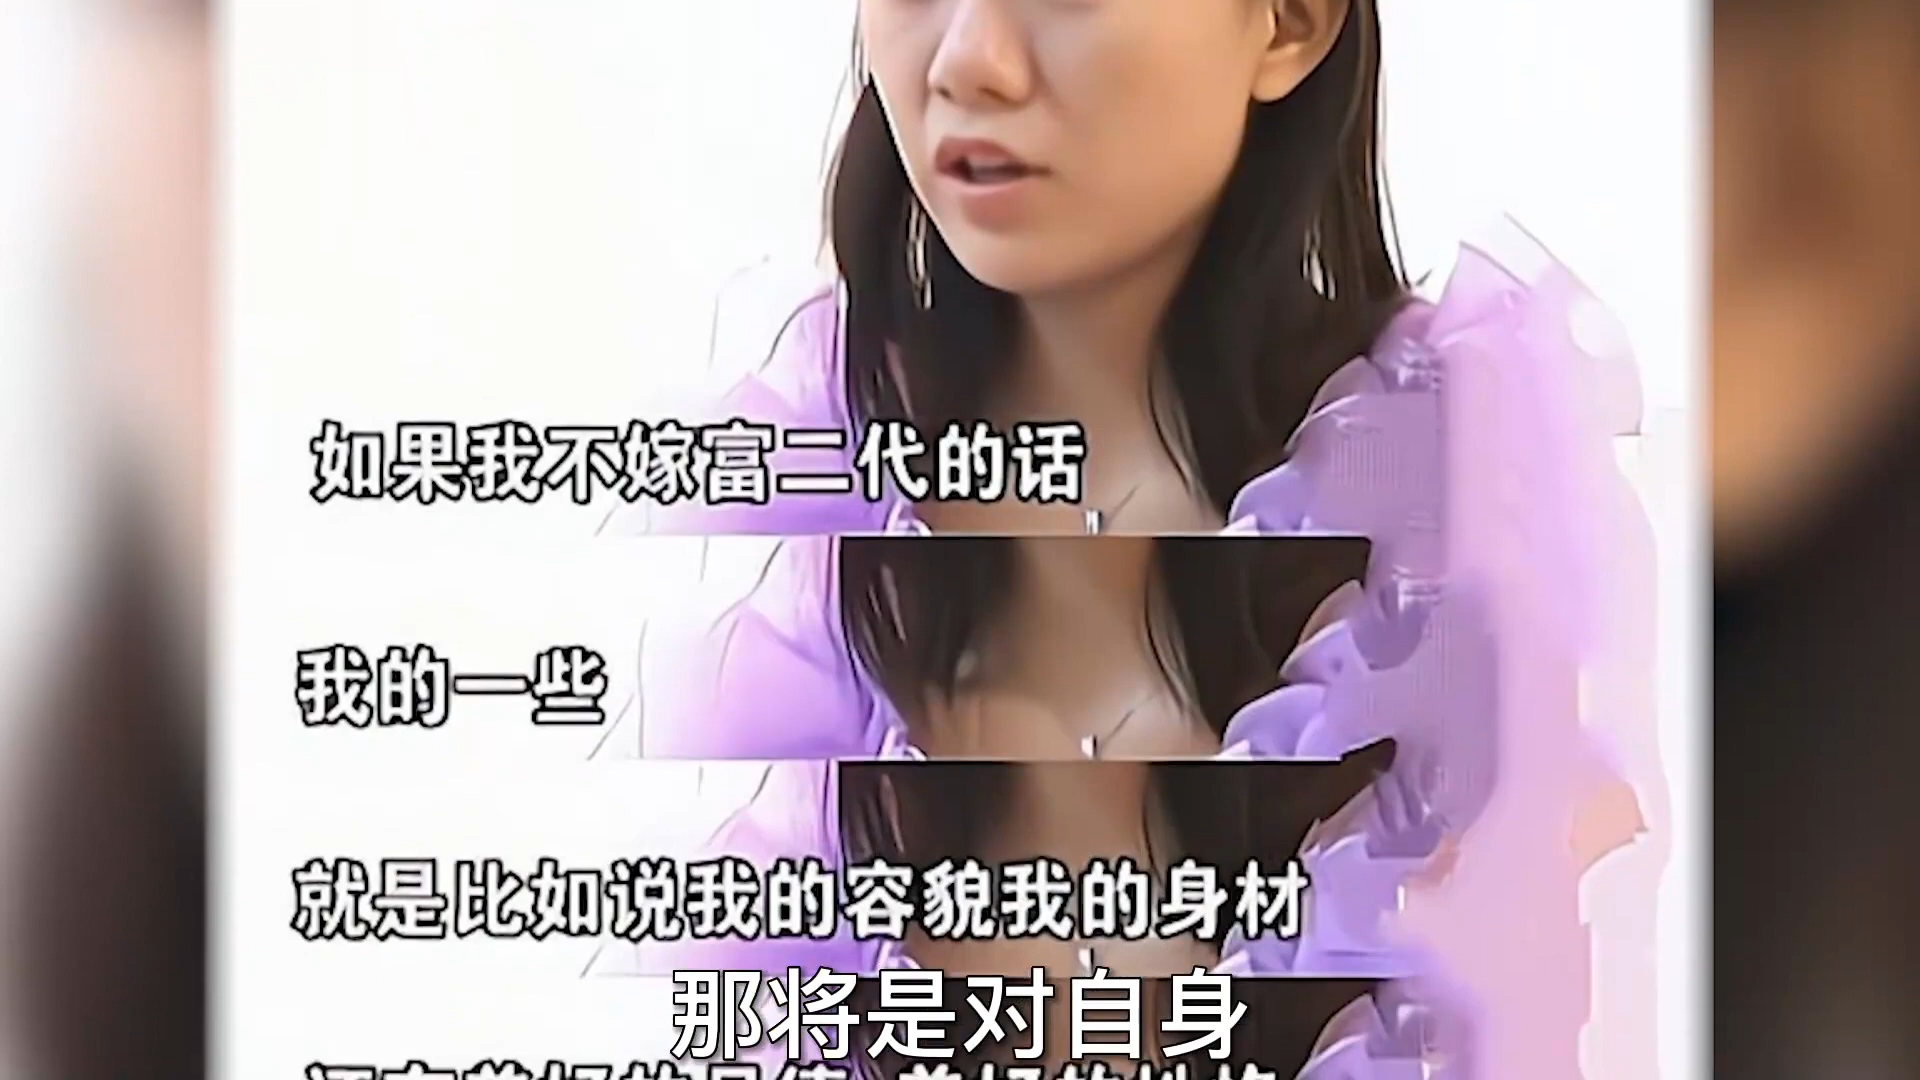 如果我不嫁富二代的话
我的一些
就是比如说我的容貌我的身材
那将是对自身